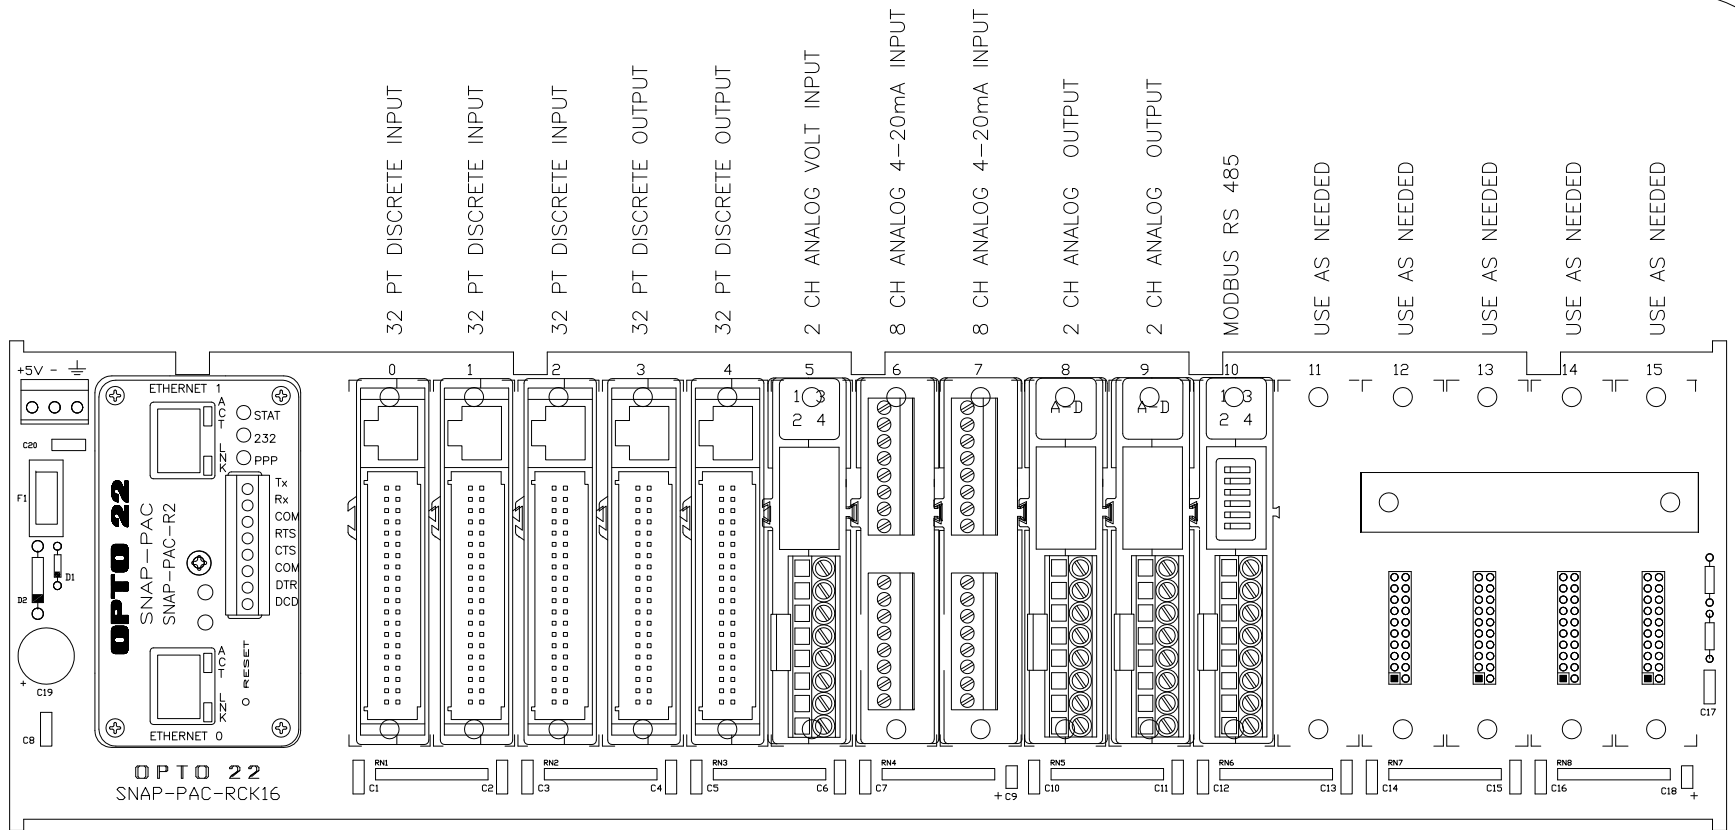 32 PT DISCRETE INPUT
32 PT DISCRETE INPUT
32 PT DISCRETE INPUT
32 PT DISCRETE OUTPUT
32 PT DISCRETE OUTPUT
2 CH ANALOG VOLT INPUT
8 CH ANALOG 4-20mA INPUT
8 CH ANALOG 4-20mA INPUT
2 CH ANALOG OUTPUT
2 CH ANALOG OUTPUT
MODBUS RS 485
USE AS NEEDED
USE AS NEEDED
USE AS NEEDED
USE AS NEEDED
USE AS NEEDED
+5V -
0 1 2 3 4 5 6 7 8 9 10 11 12 13 14 15
ETHERNET 1
ACT
LNK
STAT
232
PPP
Tx
Rx
COM
RTS
CTS
COM
DTR
DCD
OPTO 22
SNAP-PAC
SNAP-PAC-R2
RESET
ACT
LNK
ETHERNET 0
C20
F1
D1
D2
+
C19
C8
1 3
2 4
A-D
A-D
1 3
2 4
C17
OPTO 22
SNAP-PAC-RCK16
RN1 RN2 RN3 RN4 RN5 RN6 RN7 RN8
C1 C2 C3 C4 C5 C6 C7 + C9 C10 C11 C12 C13 C14 C15 C16 C18 +